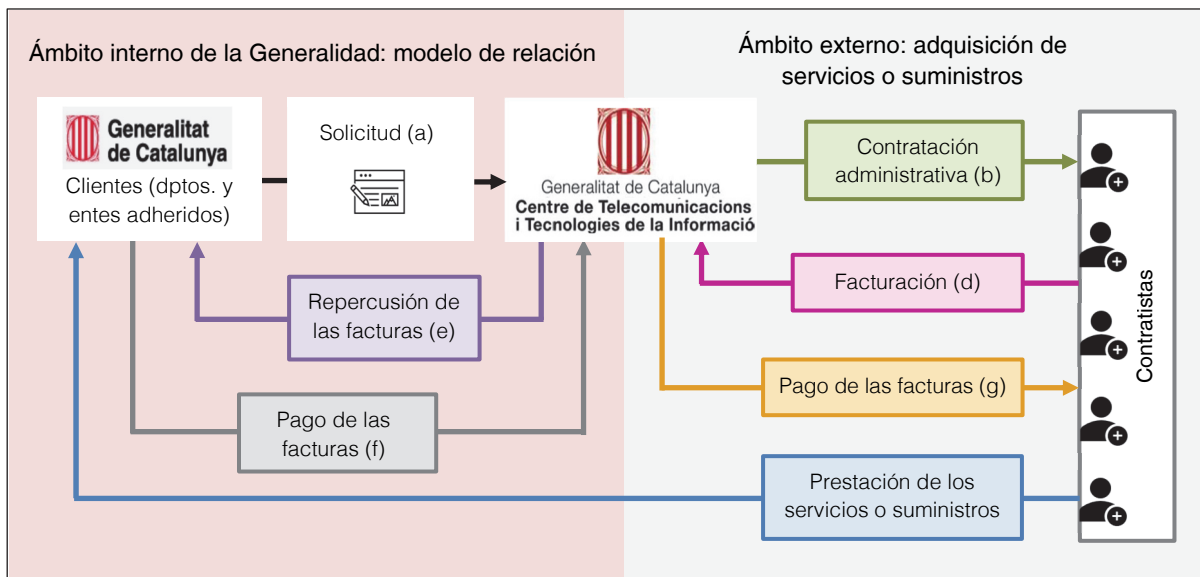 Ámbito interno de la Generalidad: modelo de relación
Ámbito externo: adquisición de
servicios o suministros
Generalitat
de Catalunya
Clientes (dptos. y
entes adheridos)
Solicitud (a)
Generalitat de Catalunya
Centre de Telecomunicacions
i Tecnologies de la Informació
Contratación
administrativa (b)
Facturación (d)
Repercusión de
las facturas (e)
Pago de las facturas (g)
Pago de las
facturas (f)
Prestación de los
servicios o suministros
Contratistas